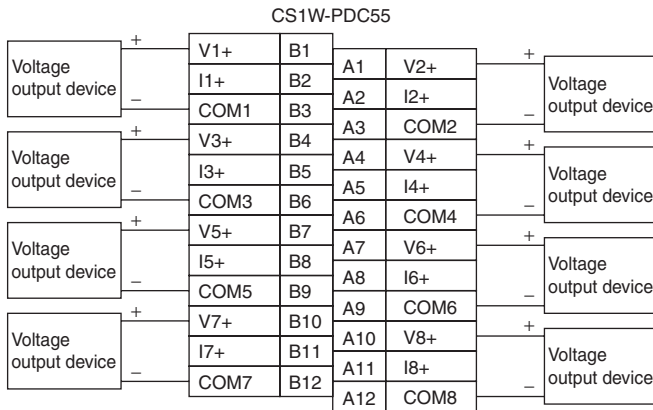 CS1W-PDC55
+
V1+ B1
Voltage
output device
I1+ B2
−
COM1 B3
+
V3+ B4
Voltage
output device
I3+ B5
−
COM3 B6
+
V5+ B7
Voltage
output device
I5+ B8
−
COM5 B9
+
V7+ B10
Voltage
output device
I7+ B11
−
COM7 B12
A1 V2+
+
Voltage
output device
A2 I2+
A3 COM2
−
A4 V4+
+
Voltage
output device
A5 I4+
A6 COM4
−
A7 V6+
+
Voltage
output device
A8 I6+
A9 COM6
−
A10 V8+
+
Voltage
output device
A11 I8+
A12 COM8
−